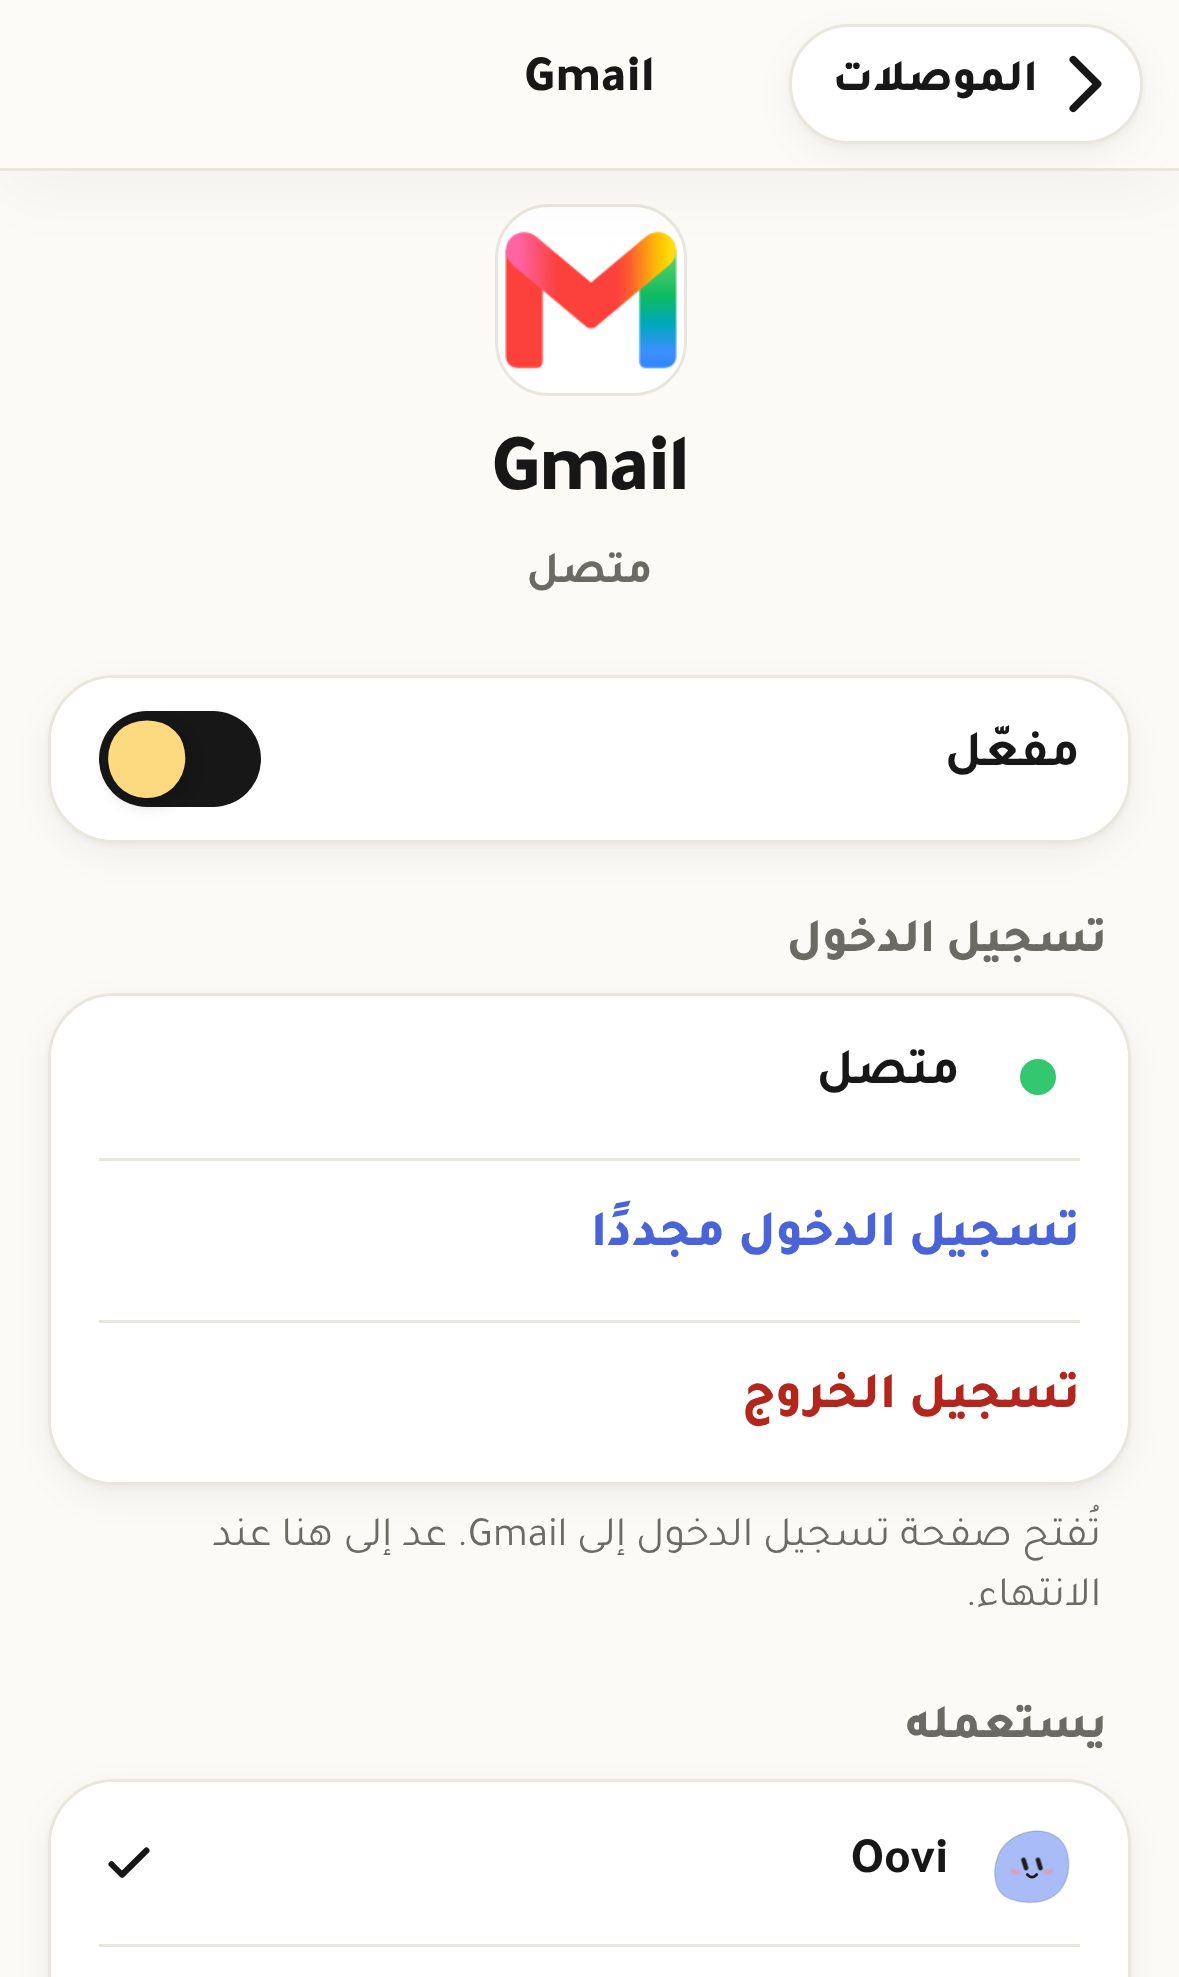 الموصلات
Gmail
Gmail
متصل
مفعّل
تسجيل الدخول
متصل
تسجيل الدخول مجددًا
تسجيل الخروج
تُفتح صفحة تسجيل الدخول إلى Gmail. عد إلى هنا عند
الانتهاء.
يستعمله
Oovi